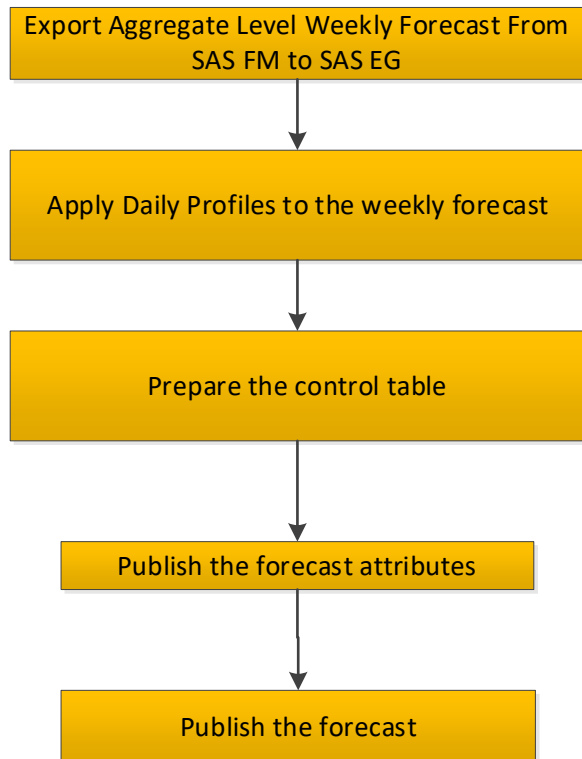 Export Aggregate Level Weekly Forecast From
SAS FM to SAS EG
Apply Daily Profiles to the weekly forecast
Prepare the control table
Publish the forecast attributes
Publish the forecast